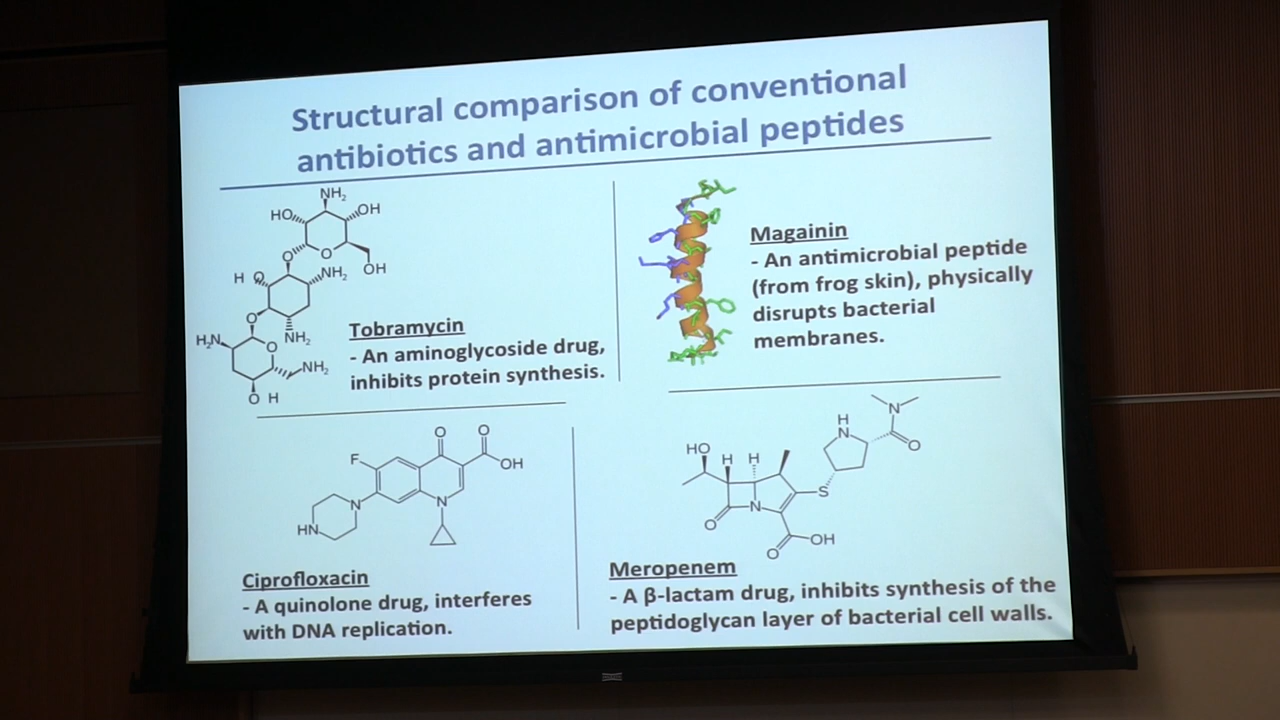 Structural comparison of conventional
antibiotics and antimicrobial peptides
NH2
HO
OH
O
O
OH
H O
NH2
O
NH2
H2N
O
NH2
O H
Tobramycin
- An aminoglycoside drug,
inhibits protein synthesis.
Magainin
- An antimicrobial peptide
(from frog skin), physically
disrupts bacterial
membranes.
O
O
F
OH
N
N
HN
Ciprofloxacin
- A quinolone drug, interferes
with DNA replication.
N
H
N
O
HO
H
H
S
N
O
OH
O
Meropenem
- A β-lactam drug, inhibits synthesis of the
peptidoglycan layer of bacterial cell walls.